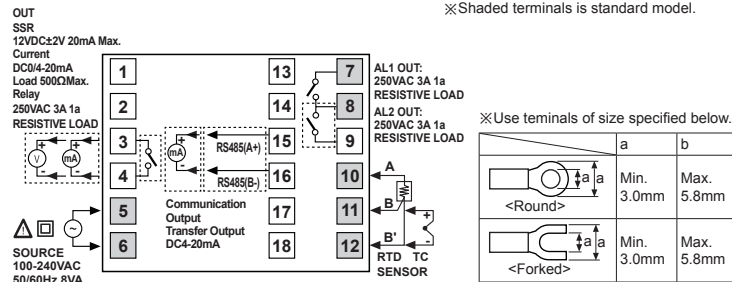 ※Shaded terminals is standard model.
OUT
SSR
12VDC±2V 20mA Max.
Current
DC0/4-20mA
Load 500ΩMax.
Relay
250VAC 3A 1a
RESISTIVE LOAD
1
2
3
4
5
6
13
14
15
16
17
18
7
8
9
10
11
12
AL1 OUT:
250VAC 3A 1a
RESISTIVE LOAD
AL2 OUT:
250VAC 3A 1a
RESISTIVE LOAD
+
-
V
+
-
mA
+
-
mA
RS485(A+)
RS485(B-)
Communication
Output
Transfer Output
DC4-20mA
A
B
B'
+
-
RTD TC
SENSOR
SOURCE
100-240VAC
50/60Hz 8VA
※Use teminals of size specified below.
a b
a a
<Round>
Min. Max.
3.0mm 5.8mm
a a
<Forked>
Min. Max.
3.0mm 5.8mm